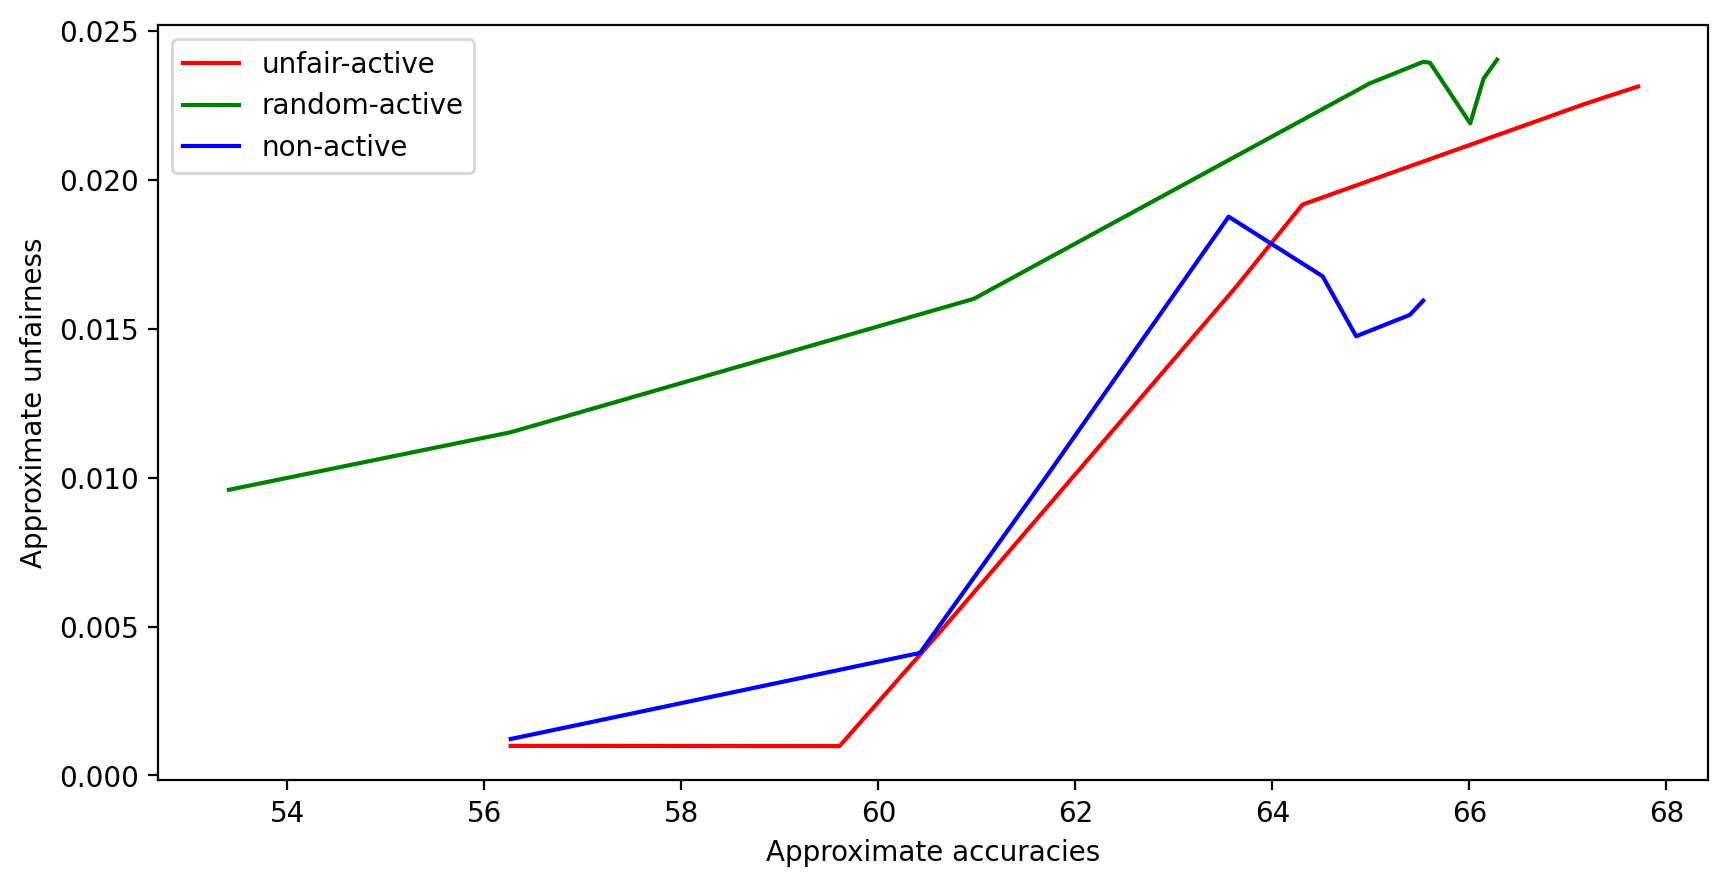 0.025
0.020
0.015
0.010
0.005
0.000
Approximate unfairness
unfair-active
random-active
non-active
54 56 58 60 62 64 66 68
Approximate accuracies